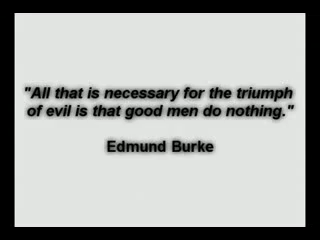 "All that is necessary for the triumph
of evil is that good men do nothing."
Edmund Burke